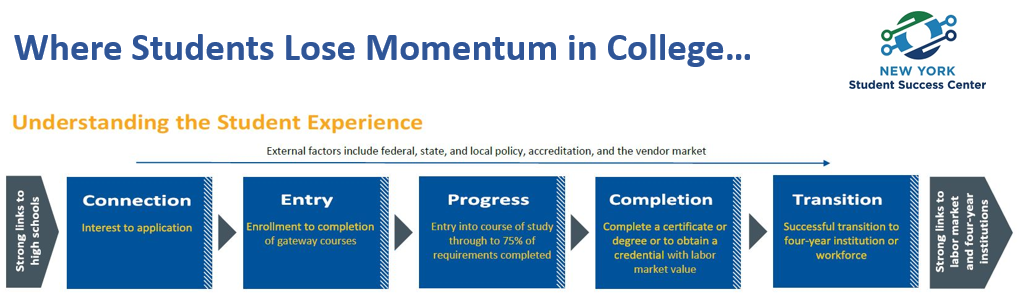 Where Students Lose Momentum in College...
NEW YORK
Student Success Center
Understanding the Student Experience
External factors include federal, state, and local policy, accreditation, and the vendor market
Strong links to
high schools
Connection
Interest to application
Entry
Enrollment to completion
of gateway courses
Progress
Entry into course of study
through to 75% of
requirements completed
Completion
Complete a certificate or
degree or to obtain a
credential with labor
market value
Transition
Successful transition to
four-year institution or
workforce
Strong links to
labor market
and four-year
institutions